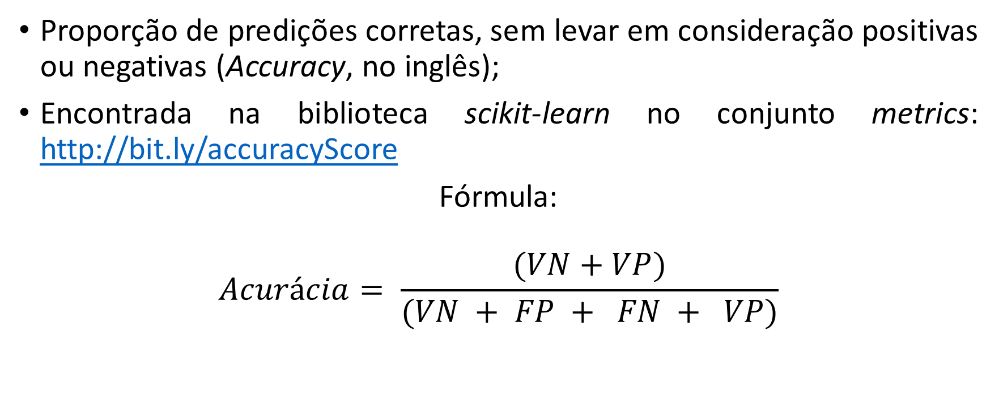 • Proporção de predições corretas, sem levar em consideração positivas
ou negativas (Accuracy, no inglês);
• Encontrada na biblioteca scikit-learn no conjunto metrics:
http://bit.ly/accuracyScore
Fórmula:
Acurácia = (VN + VP)
(VN + FP + FN + VP)